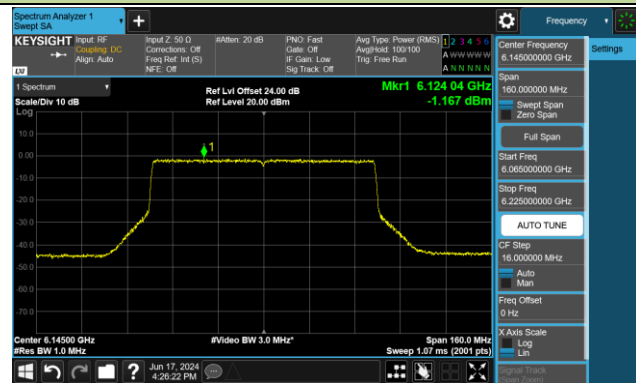 Spectrum Analyzer 1
Swept SA
Frequency
KEYSIGHT
Input: RF
Coupling: DC
Align: Auto
Input Z: 50 Ω
Corrections: Off
Freq Ref: Int (S)
NFE: Off
#Atten: 20 dB
PNO: Fast
Gate: Off
IF Gain: Low
Sig Track: Off
Avg Type: Power (RMS)
Avg|Hold: 100/100
Trig: Free Run
1 2 3 4 5 6
A W W W W W
A N N N N N
LXI
1 Spectrum
Scale/Div 10 dB
Log
Ref Lvl Offset 24.00 dB
Ref Level 20.00 dBm
Mkr1 6.124 04 GHz
-1.167 dBm
10.0
0.00
-10.0
-20.0
-30.0
-40.0
-50.0
-60.0
-70.0
1
Center 6.14500 GHz
#Res BW 1.0 MHz
#Video BW 3.0 MHz*
Span 160.0 MHz
Sweep 1.07 ms (2001 pts)
Jun 17, 2024
4:26:22 PM
Center Frequency
6.145000000 GHz
Settings
Span
160.000000 MHz
Swept Span
Zero Span
Full Span
Start Freq
6.065000000 GHz
Stop Freq
6.225000000 GHz
AUTO TUNE
CF Step
16.000000 MHz
Auto
Man
Freq Offset
0 Hz
X Axis Scale
Log
Lin
Signal Track
(Span Zoom)